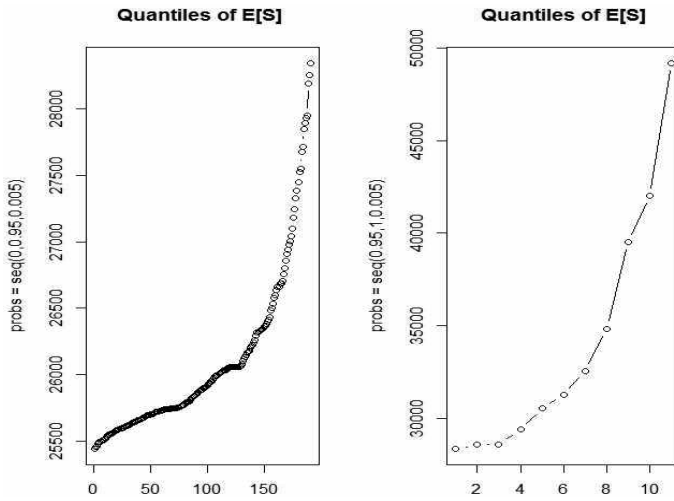 Quantiles of E[S]
probs = seq(0,0.95,0.005)
28000
27500
27000
26500
26000
25500
0 50 100 150
Quantiles of E[S]
probs = seq(0.95,1,0.005)
50000
45000
40000
35000
30000
2 4 6 8 10